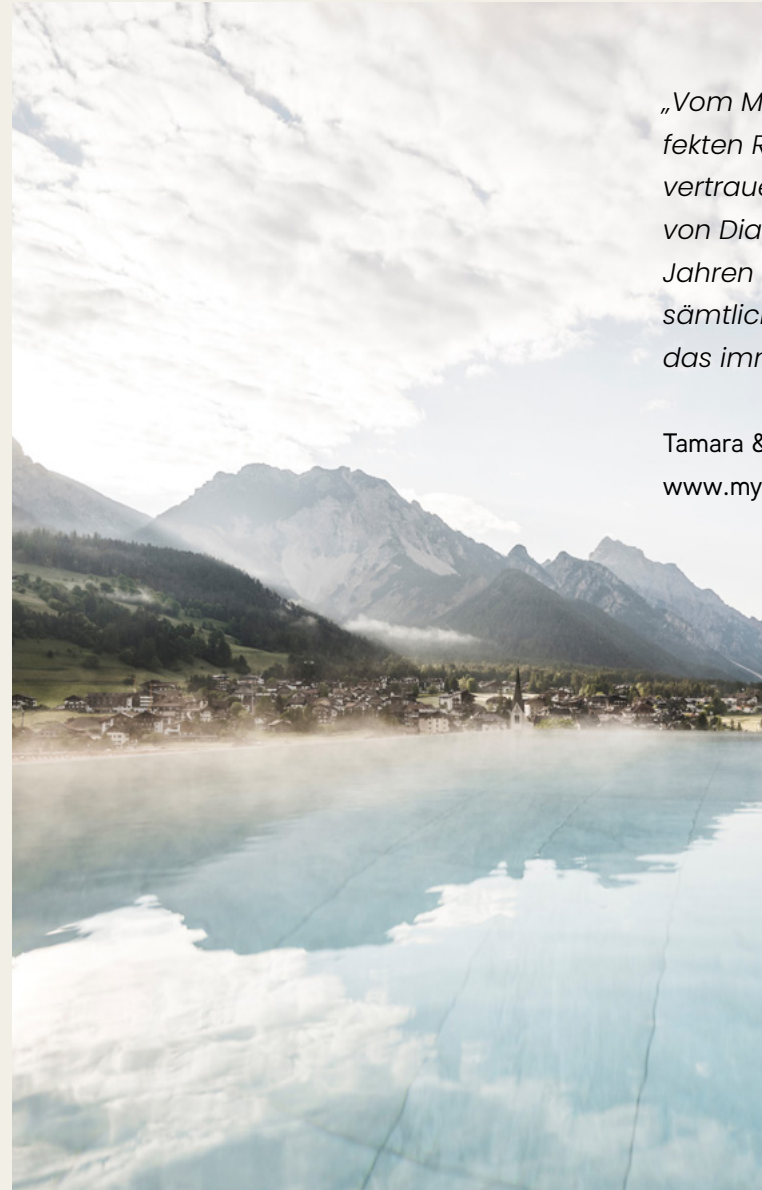 „Vom M
fekten R
vertraue
von Dia
Jahren
sämtlich
das imm
Tamara &
www.my